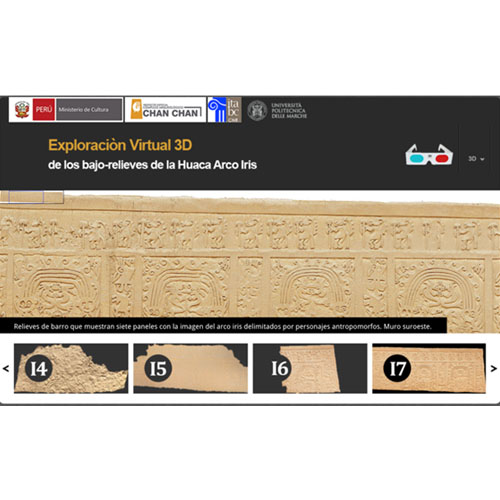 PERÚ
Ministerio de Cultura
CHAN CHAN
itabc
CNR
UNIVERSITÀ
POLITECNICA
DELLE MARCHE
Exploraciòn Virtual 3D
de los bajo-relieves de la Huaca Arco Iris
3D
Relieves de barro que muestran siete paneles con la imagen del arco iris delimitados por personajes antropomorfos. Muro suroeste.
<
I4
I5
I6
I7
>